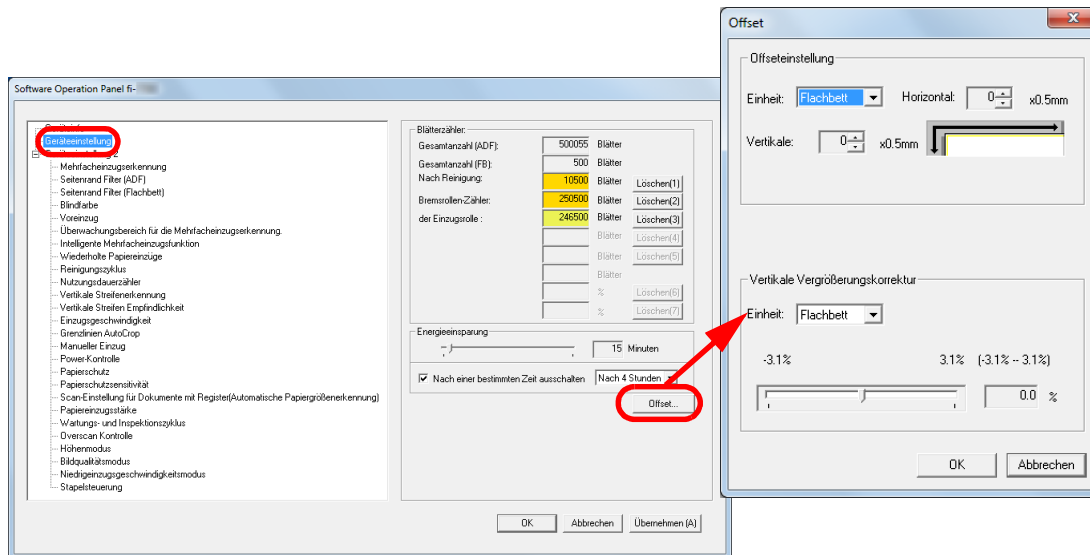 Software Operation Panel fi-
Geräteeinstellung
Mehrfacheinzugserkennung
Seitenrand Filter (ADF)
Seitenrand Filter (Flachbett)
Blindfarbe
Voreinzug
Überwachungsbereich für die Mehrfacheinzugserkennung.
Intelligente Mehrfacheinzugsfunktion
Wiederholte Papiereinzüge
Reinigungszyklus
Nutzungsdauerzähler
Vertikale Streifenerkennung
Vertikale Streifen Empfindlichkeit
Einzugsgeschwindigkeit
Grenzlinien AutoCrop
Manueller Einzug
Power-Kontrolle
Papierschutz
Papierschutzsensitivität
Scan-Einstellung für Dokumente mit Register(Automatische Papiergrößenerkennung)
Papiereinzugsstärke
Wartungs- und Inspektionszyklus
Overscan Kontrolle
Höhenmodus
Bildqualitätsmodus
Niedrigeinzugsgeschwindigkeitsmodus
Stapelsteuerung
Blätterzähler:
Gesamtanzahl (ADF): 500055 Blätter
Gesamtanzahl (FB): 500 Blätter
Nach Reinigung: 10500 Blätter Löschen(1)
Bremsrollen-Zähler: 250500 Blätter Löschen(2)
der Einzugsrolle : 246500 Blätter Löschen(3)
Blätter Löschen(4)
Blätter Löschen(5)
Blätter
% Löschen(6)
% Löschen(7)
Energieeinsparung
15 Minuten
Nach einer bestimmten Zeit ausschalten Nach 4 Stunden
Offset...
OK Abbrechen Übernehmen (A)
Offset
Offseteinstellung
Einheit: Flachbett Horizontal: 0 x0.5mm
Vertikale: 0 x0.5mm
Vertikale Vergrößerungskorrektur
Einheit: Flachbett
-3.1% 3.1% (-3.1% -- 3.1%)
0.0 %
OK Abbrechen